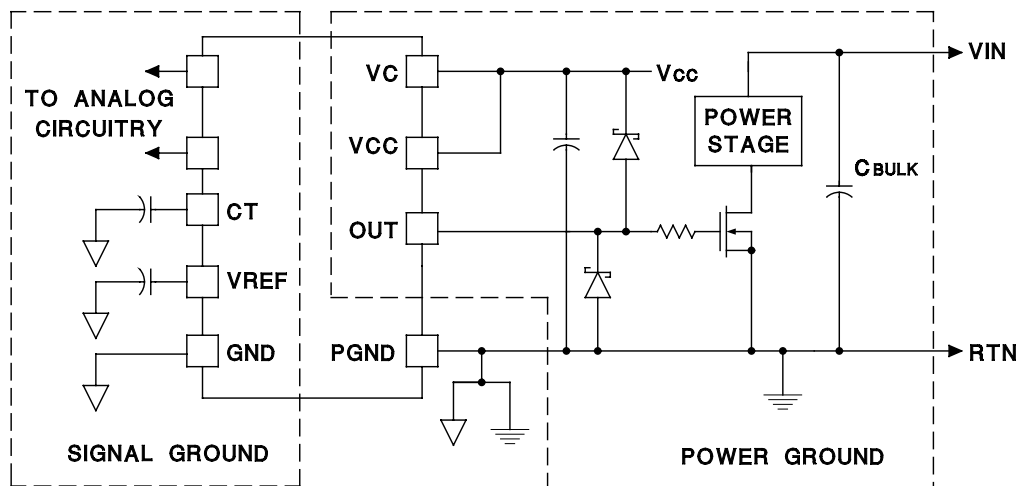 VIN
VC
VCC
TO ANALOG
CIRCUITRY
POWER
STAGE
VCC
CBULK
CT
OUT
VREF
GND
PGND
RTN
SIGNAL GROUND
POWER GROUND